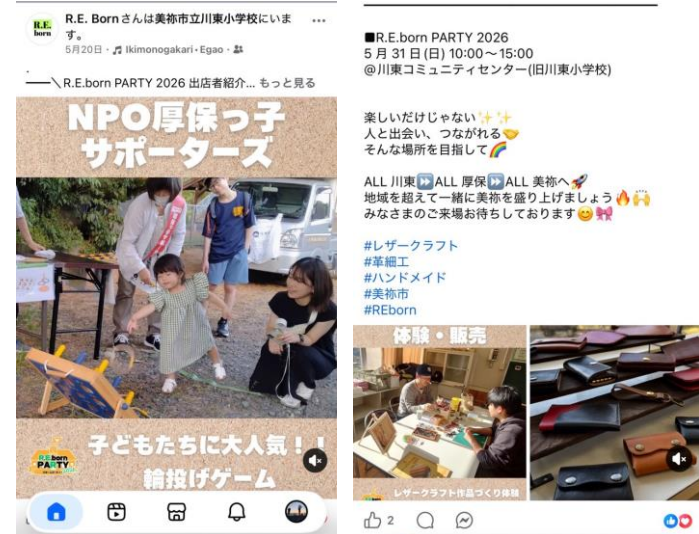 R.E.
born
R.E. Bornさんは美祢市立川東小学校にいま
す。
5月20日・Ikimonogakari・Egao・
.
━━＼R.E.born PARTY 2026 出店者紹介... もっと見る
NPO厚保っ子
サポーターズ
R.E.born
PARTY
子どもたちに大人気！！
輪投げゲーム
■R.E.born PARTY 2026
5 月 31 日(日) 10:00～15:00
@川東コミュニティセンター(旧川東小学校)
楽しいだけじゃない✨✨
人と出会い、つながれる🤝
そんな場所を目指して🌈
ALL 川東⏩ALL 厚保⏩ALL 美祢へ🚀
地域を超えて一緒に美祢を盛り上げましょう🔥🙌
みなさまのご来場お待ちしております😊🎀
#レザークラフト
#革細工
#ハンドメイド
#美祢市
#REborn
体験・販売
レザークラフト作品づくり体験
2